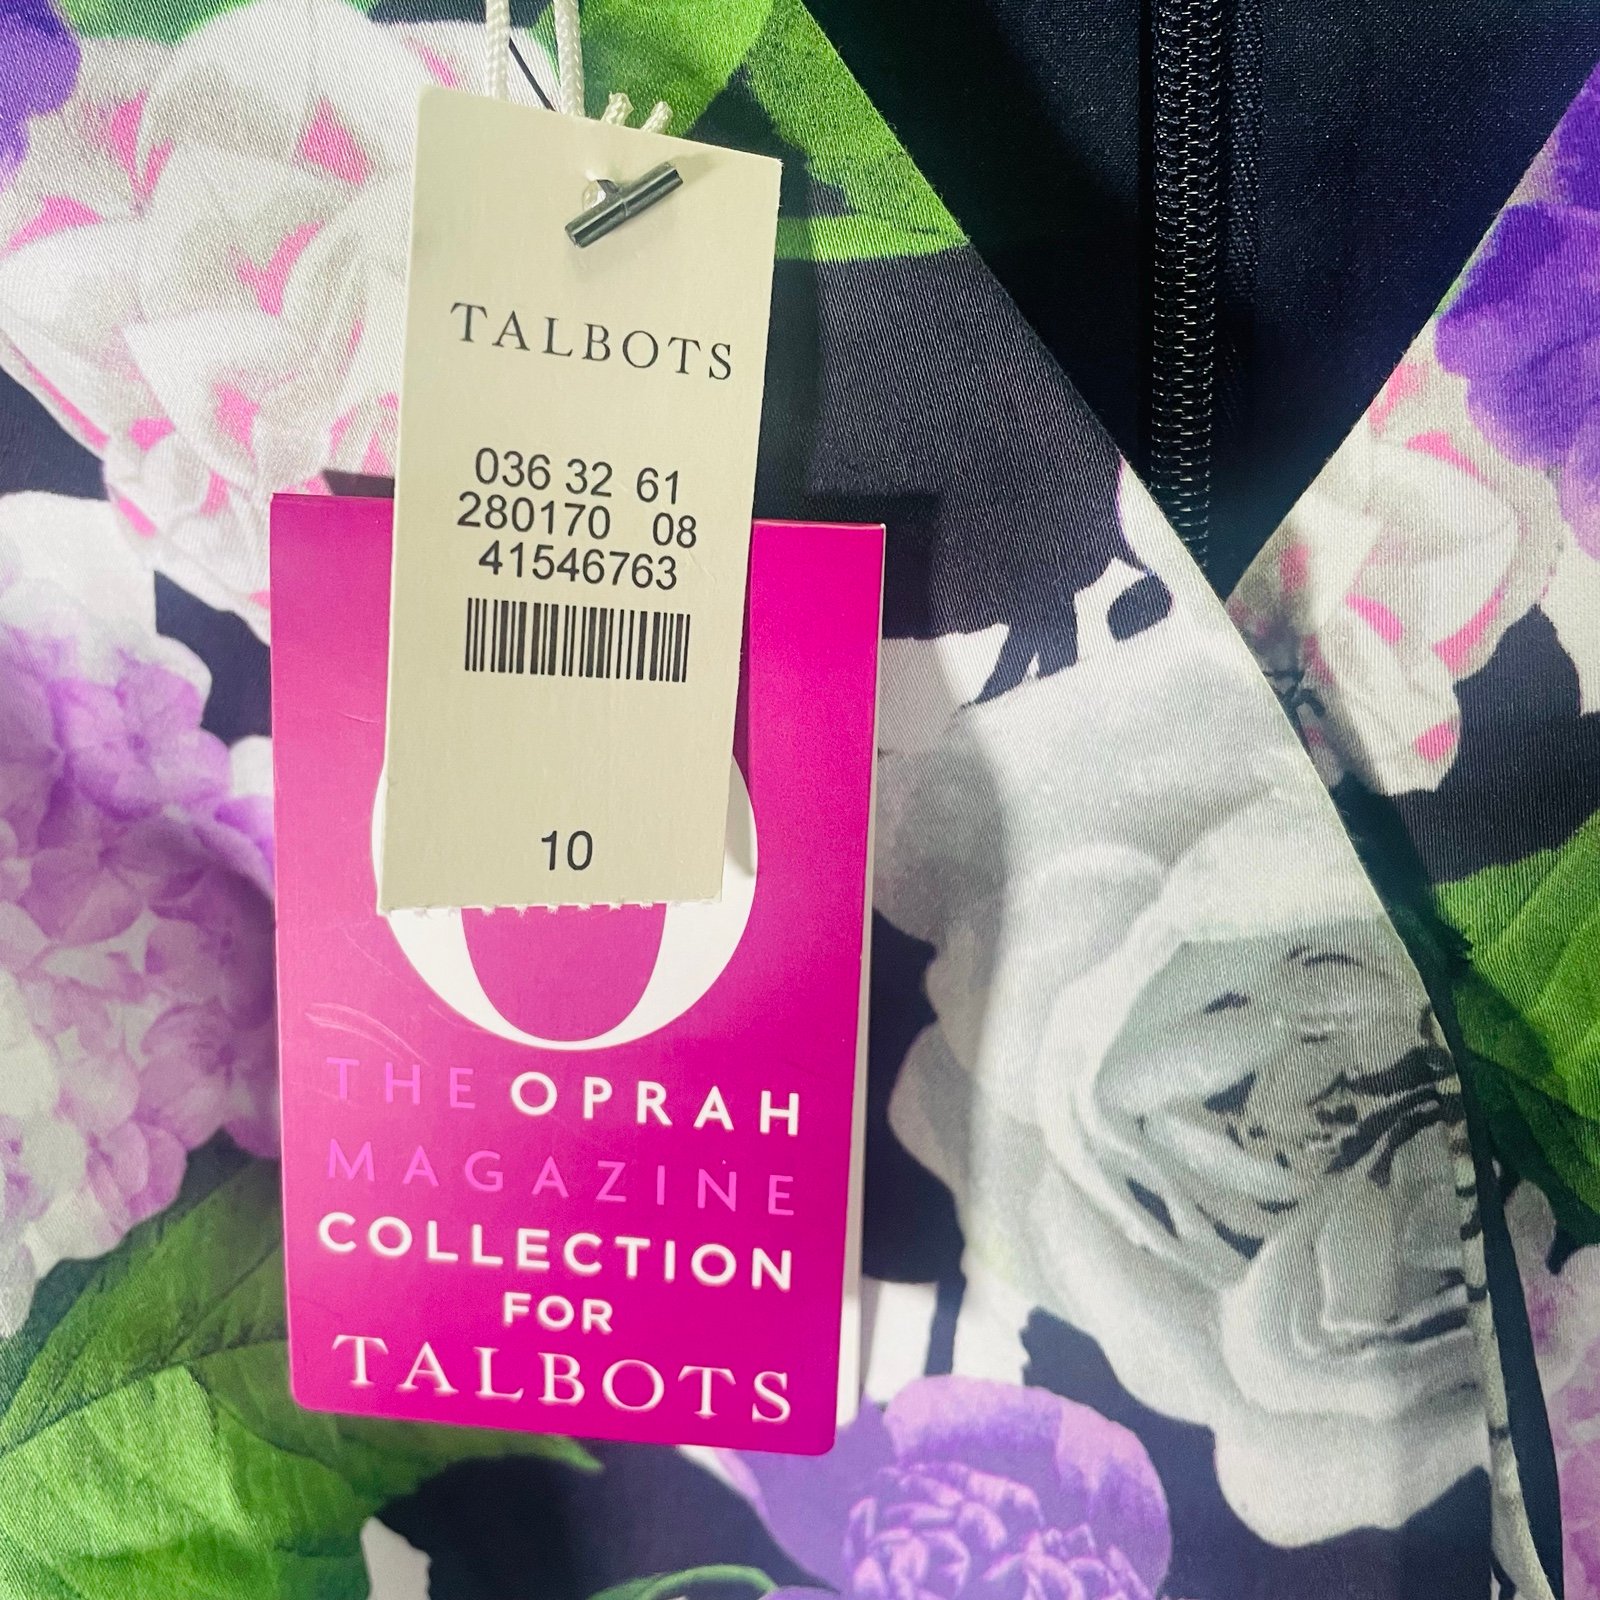 TALBOTS
036 32 61
280170 08
41546763
10
O
THE OPRAH
MAGAZINE
COLLECTION
FOR
TALBOTS